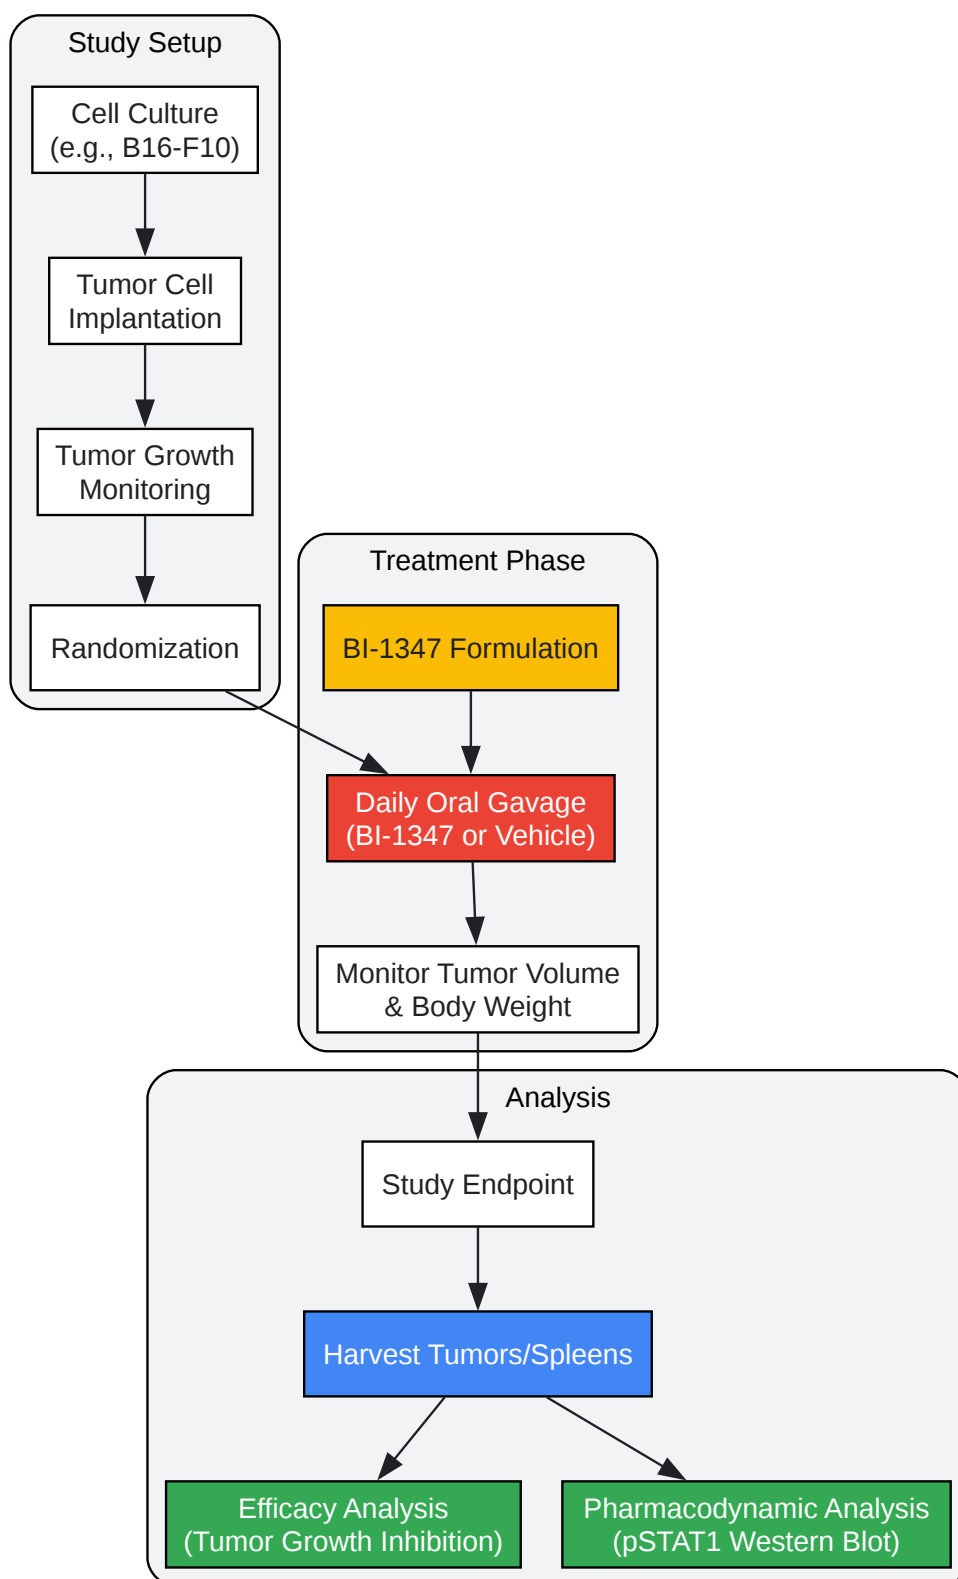 Study Setup
Cell Culture
(e.g., B16-F10)
Tumor Cell
Implantation
Tumor Growth
Monitoring
Randomization
Treatment Phase
BI-1347 Formulation
Daily Oral Gavage
(BI-1347 or Vehicle)
Monitor Tumor Volume
& Body Weight
Analysis
Study Endpoint
Harvest Tumors/Spleens
Efficacy Analysis
(Tumor Growth Inhibition)
Pharmacodynamic Analysis
(pSTAT1 Western Blot)